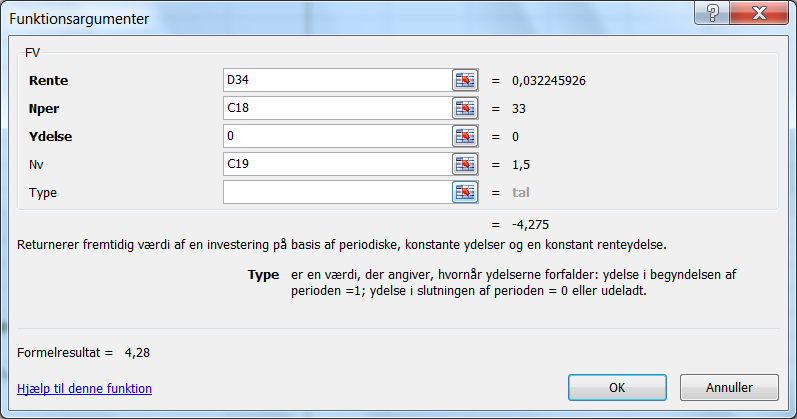 Funktionsargumenter
FV
Rente D34 = 0,032245926
Nper C18 = 33
Ydelse 0 = 0
Nv C19 = 1,5
Type = tal
= -4,275
Returnerer fremtidig værdi af en investering på basis af periodiske, konstante ydelser og en konstant renteydelse.
Type er en værdi, der angiver, hvornår ydelserne forfalder: ydelse i begyndelsen af
perioden =1; ydelse i slutningen af perioden = 0 eller udeladt.
Formelresultat = 4,28
Hjælp til denne funktion OK Annuller